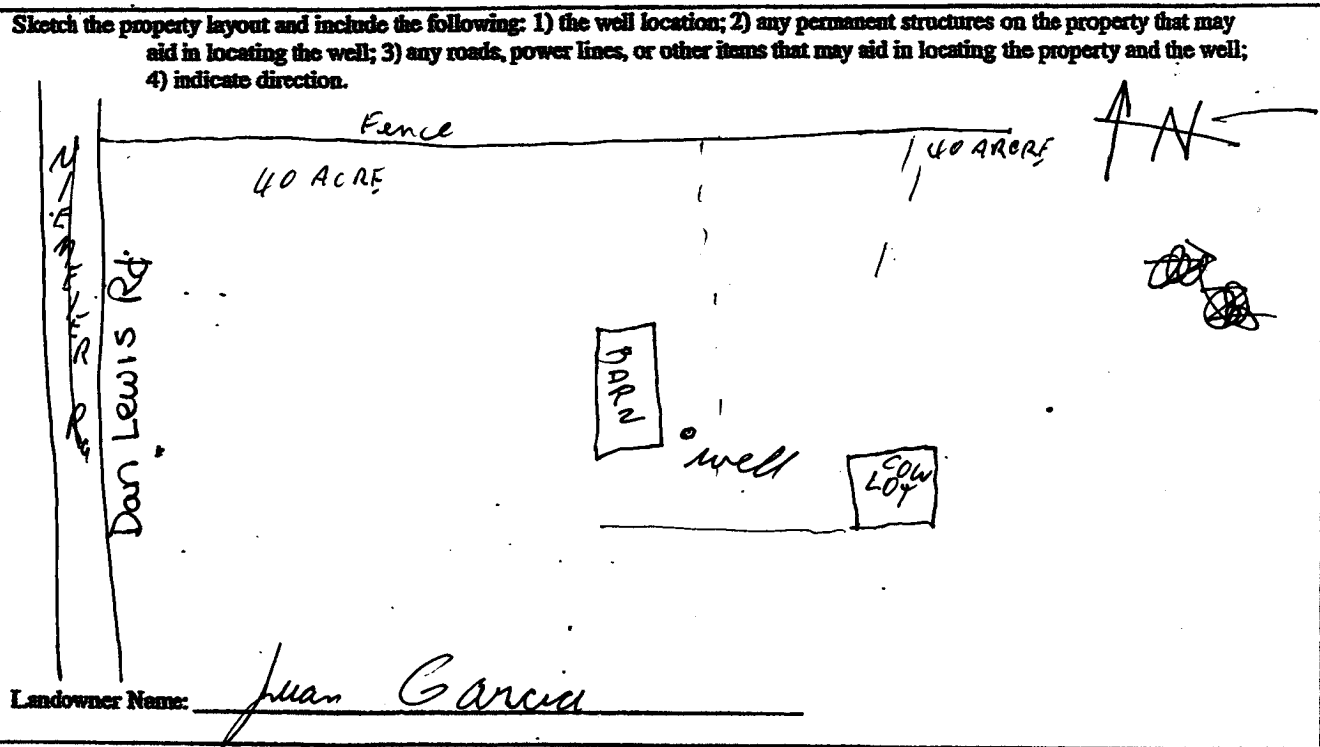 Sketch the property layout and include the following: 1) the well location; 2) any permanent structures on the property that may
aid in locating the well; 3) any roads, power lines, or other items that may aid in locating the property and the well;
4) indicate direction.
Fence
N
40 ACRE
40 ARCRE
Dan Lewis Rd.
BARN
well
COW
LOT
Landowner Name: Juan Garcia